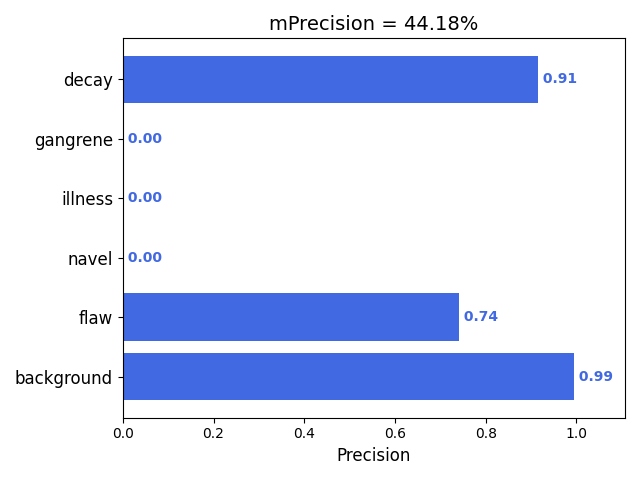 mPrecision = 44.18%
decay 0.91
gangrene 0.00
illness 0.00
navel 0.00
flaw 0.74
background 0.99
0.0 0.2 0.4 0.6 0.8 1.0
Precision